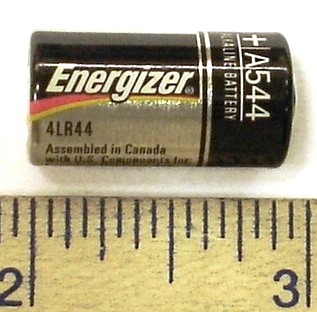 Energizer®
4LR44
Assembled in Canada
with U.S. Components for:
+ A544
ALKALINE BATTERY
2 3